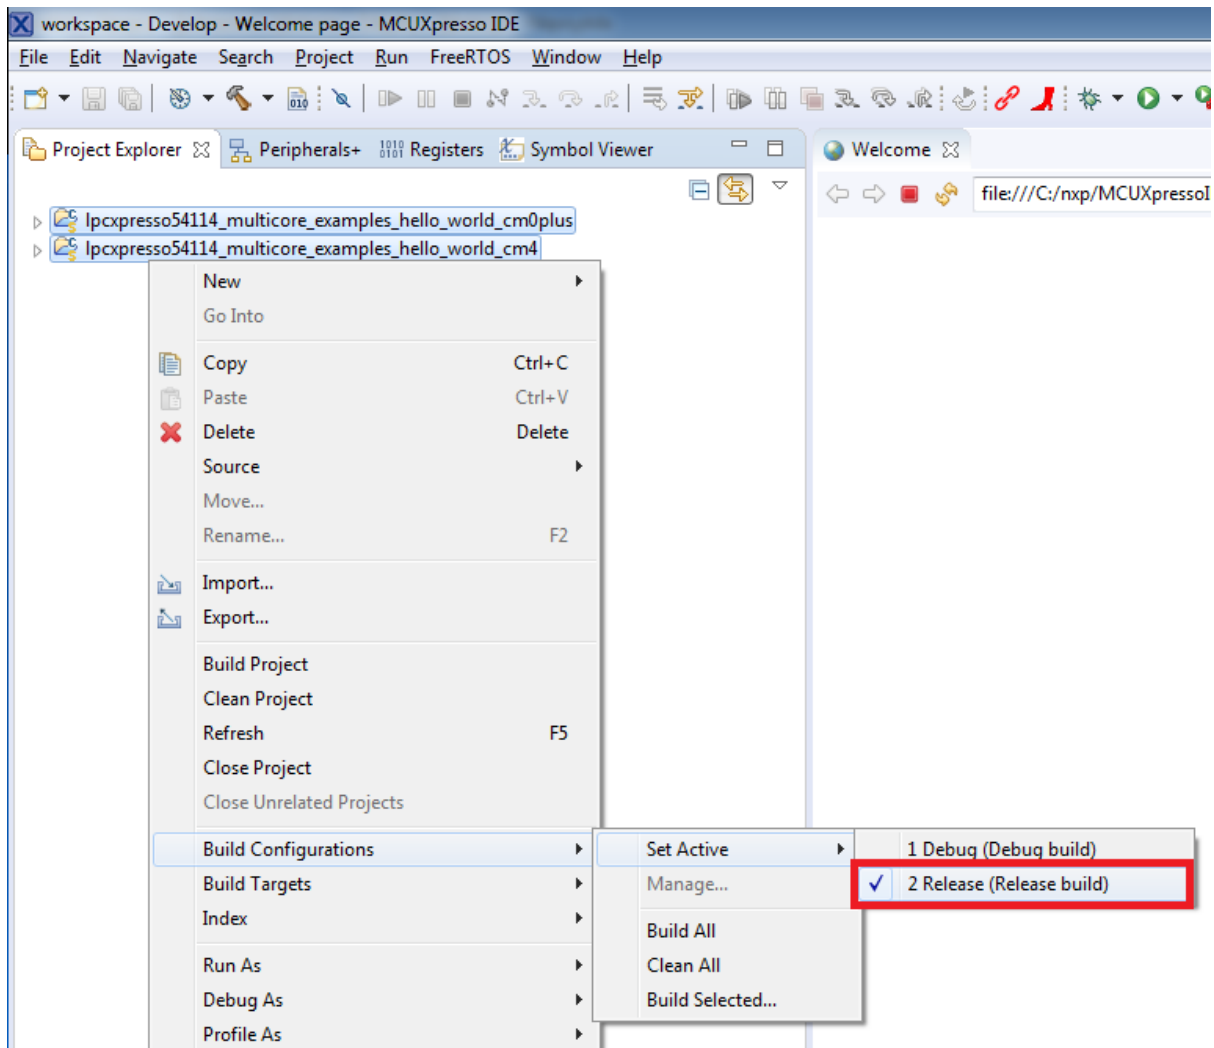 workspace - Develop - Welcome page - MCUXpresso IDE
File Edit Navigate Search Project Run FreeRTOS Window Help
010
Project Explorer Peripherals+ 1010 0101 Registers Symbol Viewer
Welcome
file:///C:/nxp/MCUXpressoI
lpcxpresso54114_multicore_examples_hello_world_cm0plus
lpcxpresso54114_multicore_examples_hello_world_cm4
New
Go Into
Copy Ctrl+C
Paste Ctrl+V
Delete Delete
Source
Move...
Rename... F2
Import...
Export...
Build Project
Clean Project
Refresh F5
Close Project
Close Unrelated Projects
Build Configurations
Build Targets
Index
Run As
Debug As
Profile As
Set Active
Manage...
Build All
Clean All
Build Selected...
1 Debug (Debug build)
2 Release (Release build)